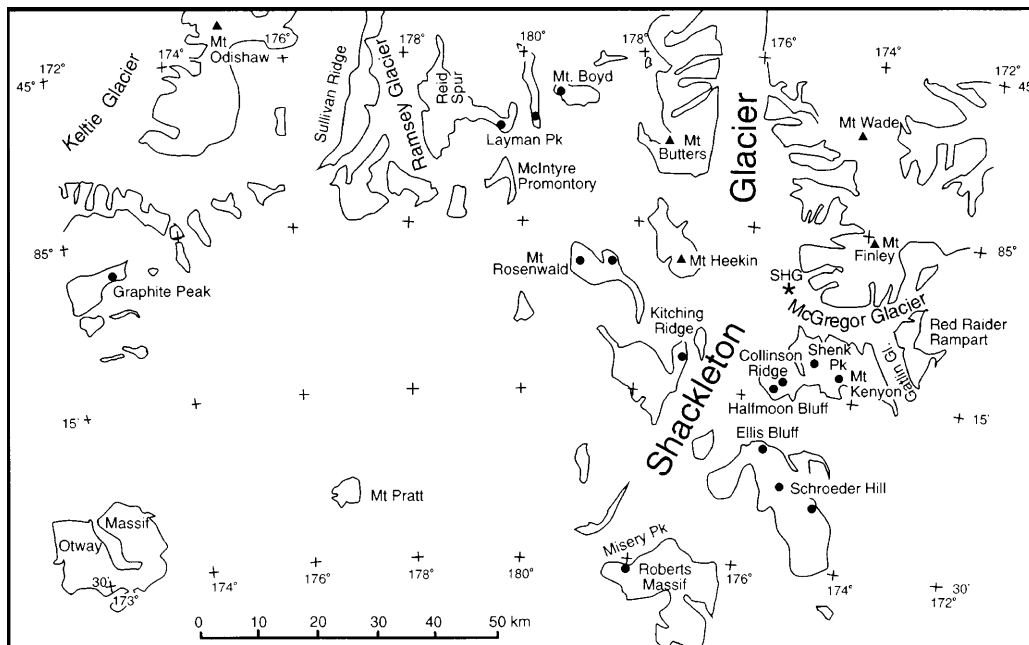 172°
45'
Keltie Glacier
174°
Mt
Odishaw
176°
Sullivan Ridge
Ramsey Glacier
178°
Reid
Spur
180°
Layman Pk
Mt. Boyd
McIntyre
Promontory
178°
Mt
Butters
176°
Glacier
Shackleton
174°
Mt Wade
172°
45'
85°
Graphite Peak
Mt
Rosenwald
Mt Heekin
Mt
Finley
85°
SHG
McGregor Glacier
Red Raider
Rampart
Gatlin Gl.
Kitching
Ridge
Collinson
Ridge
Shenk
Pk
Mt
Kenyon
Halfmoon Bluff
15'
15'
Ellis Bluff
Schroeder Hill
Mt Pratt
Massif
Otway
30'
173°
174°
176°
178°
180°
Misery Pk
Roberts
Massif
176°
174°
30'
172°
0 10 20 30 40 50 km